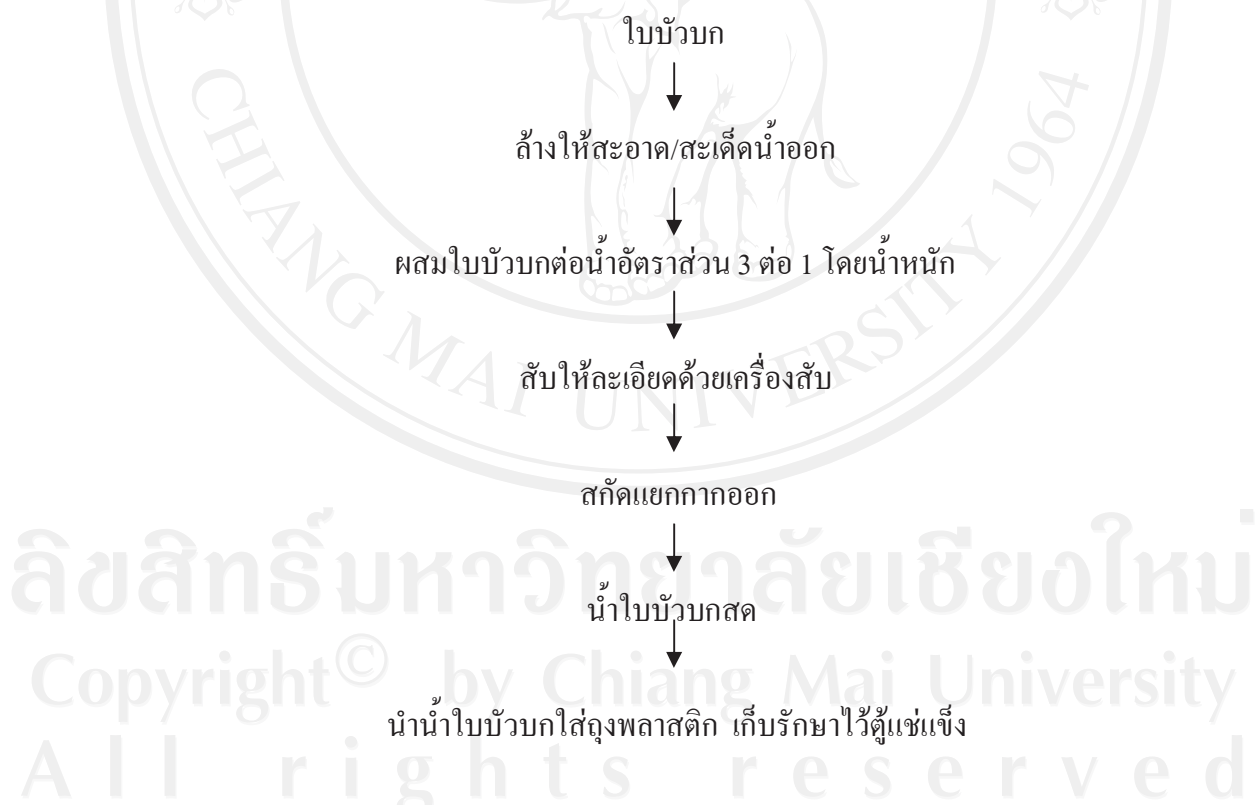 ใบบัวบก
ล้างให้สะอาด/สะเด็ดน้ำออก
ผสมใบบัวบกต่อน้ำอัตราส่วน 3 ต่อ 1 โดยน้ำหนัก
สับให้ละเอียดด้วยเครื่องสับ
สกัดแยกกากออก
น้ำใบบัวบกสด
นำน้ำใบบัวบกใส่ถุงพลาสติก เก็บรักษาไว้ตู้แช่แข็ง
CHIANG MAI UNIVERSITY 1964
ลิขสิทธิ์มหาวิทยาลัยเชียงใหม่
Copyright© by Chiang Mai University
All rights reserved